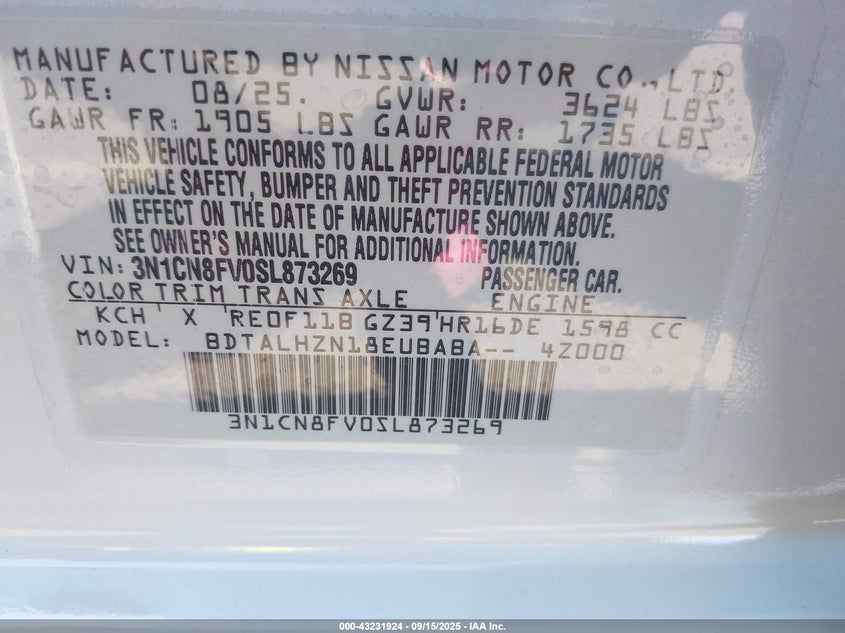 MANUFACTURED BY NISSAN MOTOR CO., LTD.
DATE: 08/25. GVWR: 3624 LBS
GAWR FR: 1905 LBS GAWR RR: 1735 LBS
THIS VEHICLE CONFORMS TO ALL APPLICABLE FEDERAL MOTOR
VEHICLE SAFETY, BUMPER AND THEFT PREVENTION STANDARDS
IN EFFECT ON THE DATE OF MANUFACTURE SHOWN ABOVE.
SEE OWNER'S MANUAL FOR ADDITIONAL INFORMATION.
VIN: 3N1CN8FV0SL873269 PASSENGER CAR.
COLOR TRIM TRANS AXLE ENGINE
KCH X RE0F11B GZ39 HR16DE 1598 CC
MODEL: BDTALHZN18EUBABA-- 4Z000
3N1CN8FV0SL873269
000-43231924 - 09/15/2025 - IAA Inc.